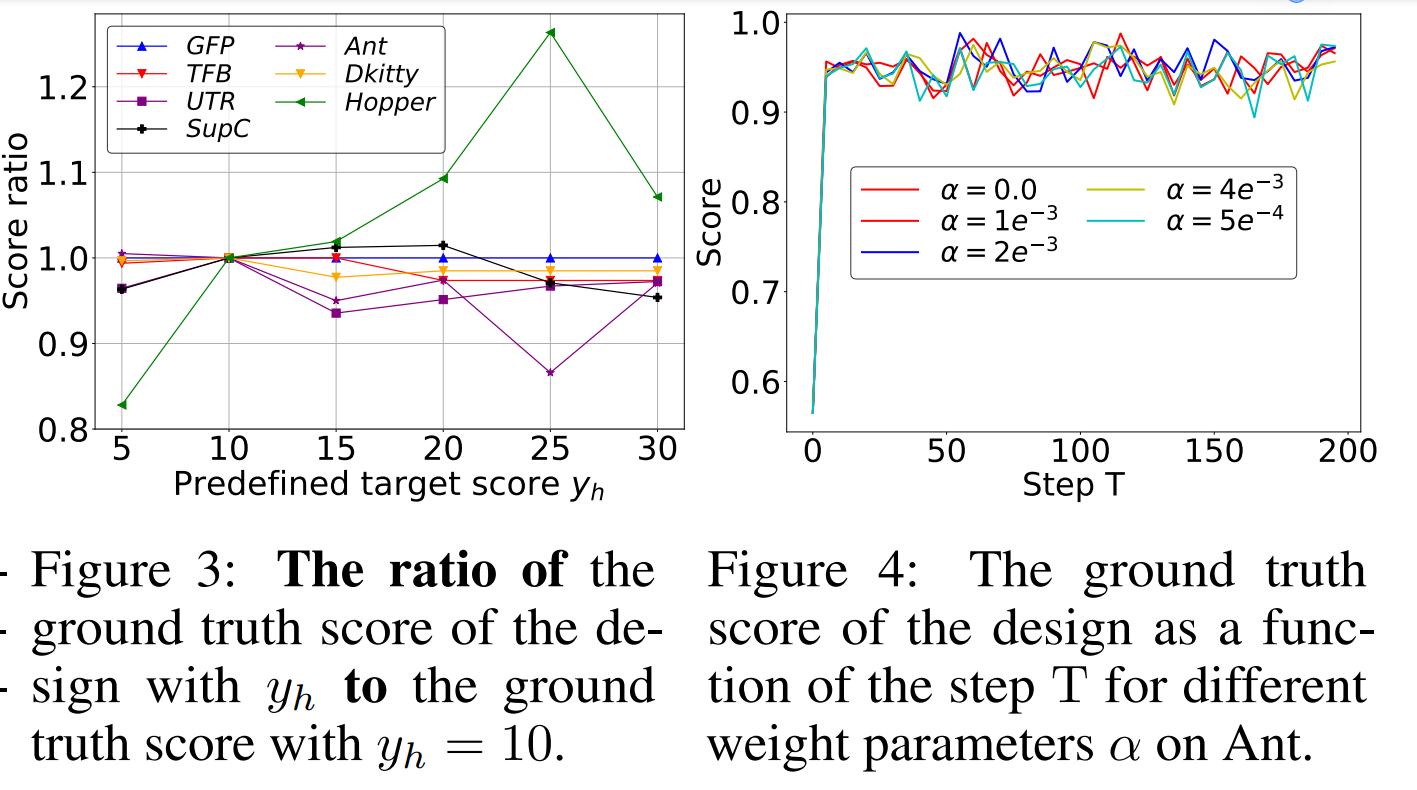 GFP
TFB
UTR
SupC
Ant
Dkitty
Hopper
Score ratio
1.2
1.1
1.0
0.9
0.8
5 10 15 20 25 30
Predefined target score $y_h$
1.0
0.9
0.8
0.7
0.6
Score
α = 0.0
α = 1e⁻³
α = 2e⁻³
α = 4e⁻³
α = 5e⁻⁴
0 50 100 150 200
Step T
- Figure 3: The ratio of the
- ground truth score of the de-
- sign with $y_h$ to the ground
truth score with $y_h$ = 10.
Figure 4: The ground truth
score of the design as a func-
tion of the step T for different
weight parameters α on Ant.